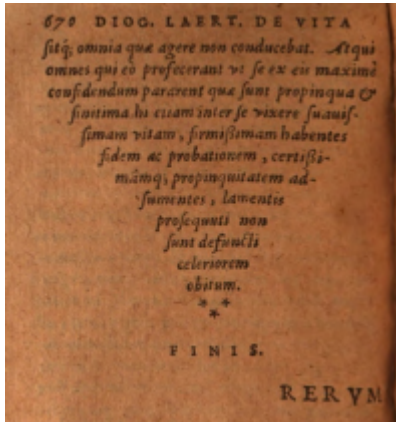 670 DIOG. LAERT. DE VITA
sitq́; omnia quæ agere non conducebat. Atqui
omnes qui eò profecerant vt se ex eis maximè
confidendum pararent quæ sunt propinqua &
finitima hi etiam inter se vixere suauis-
simam vitam, firmißimam habentes
fidem ac probationem, certißi-
mámq; propinquitatem ad-
sumentes, lamentis
prosequuti non
sunt defuncti
celeriorem
obitum.
* *
*
FINIS.
RERVM